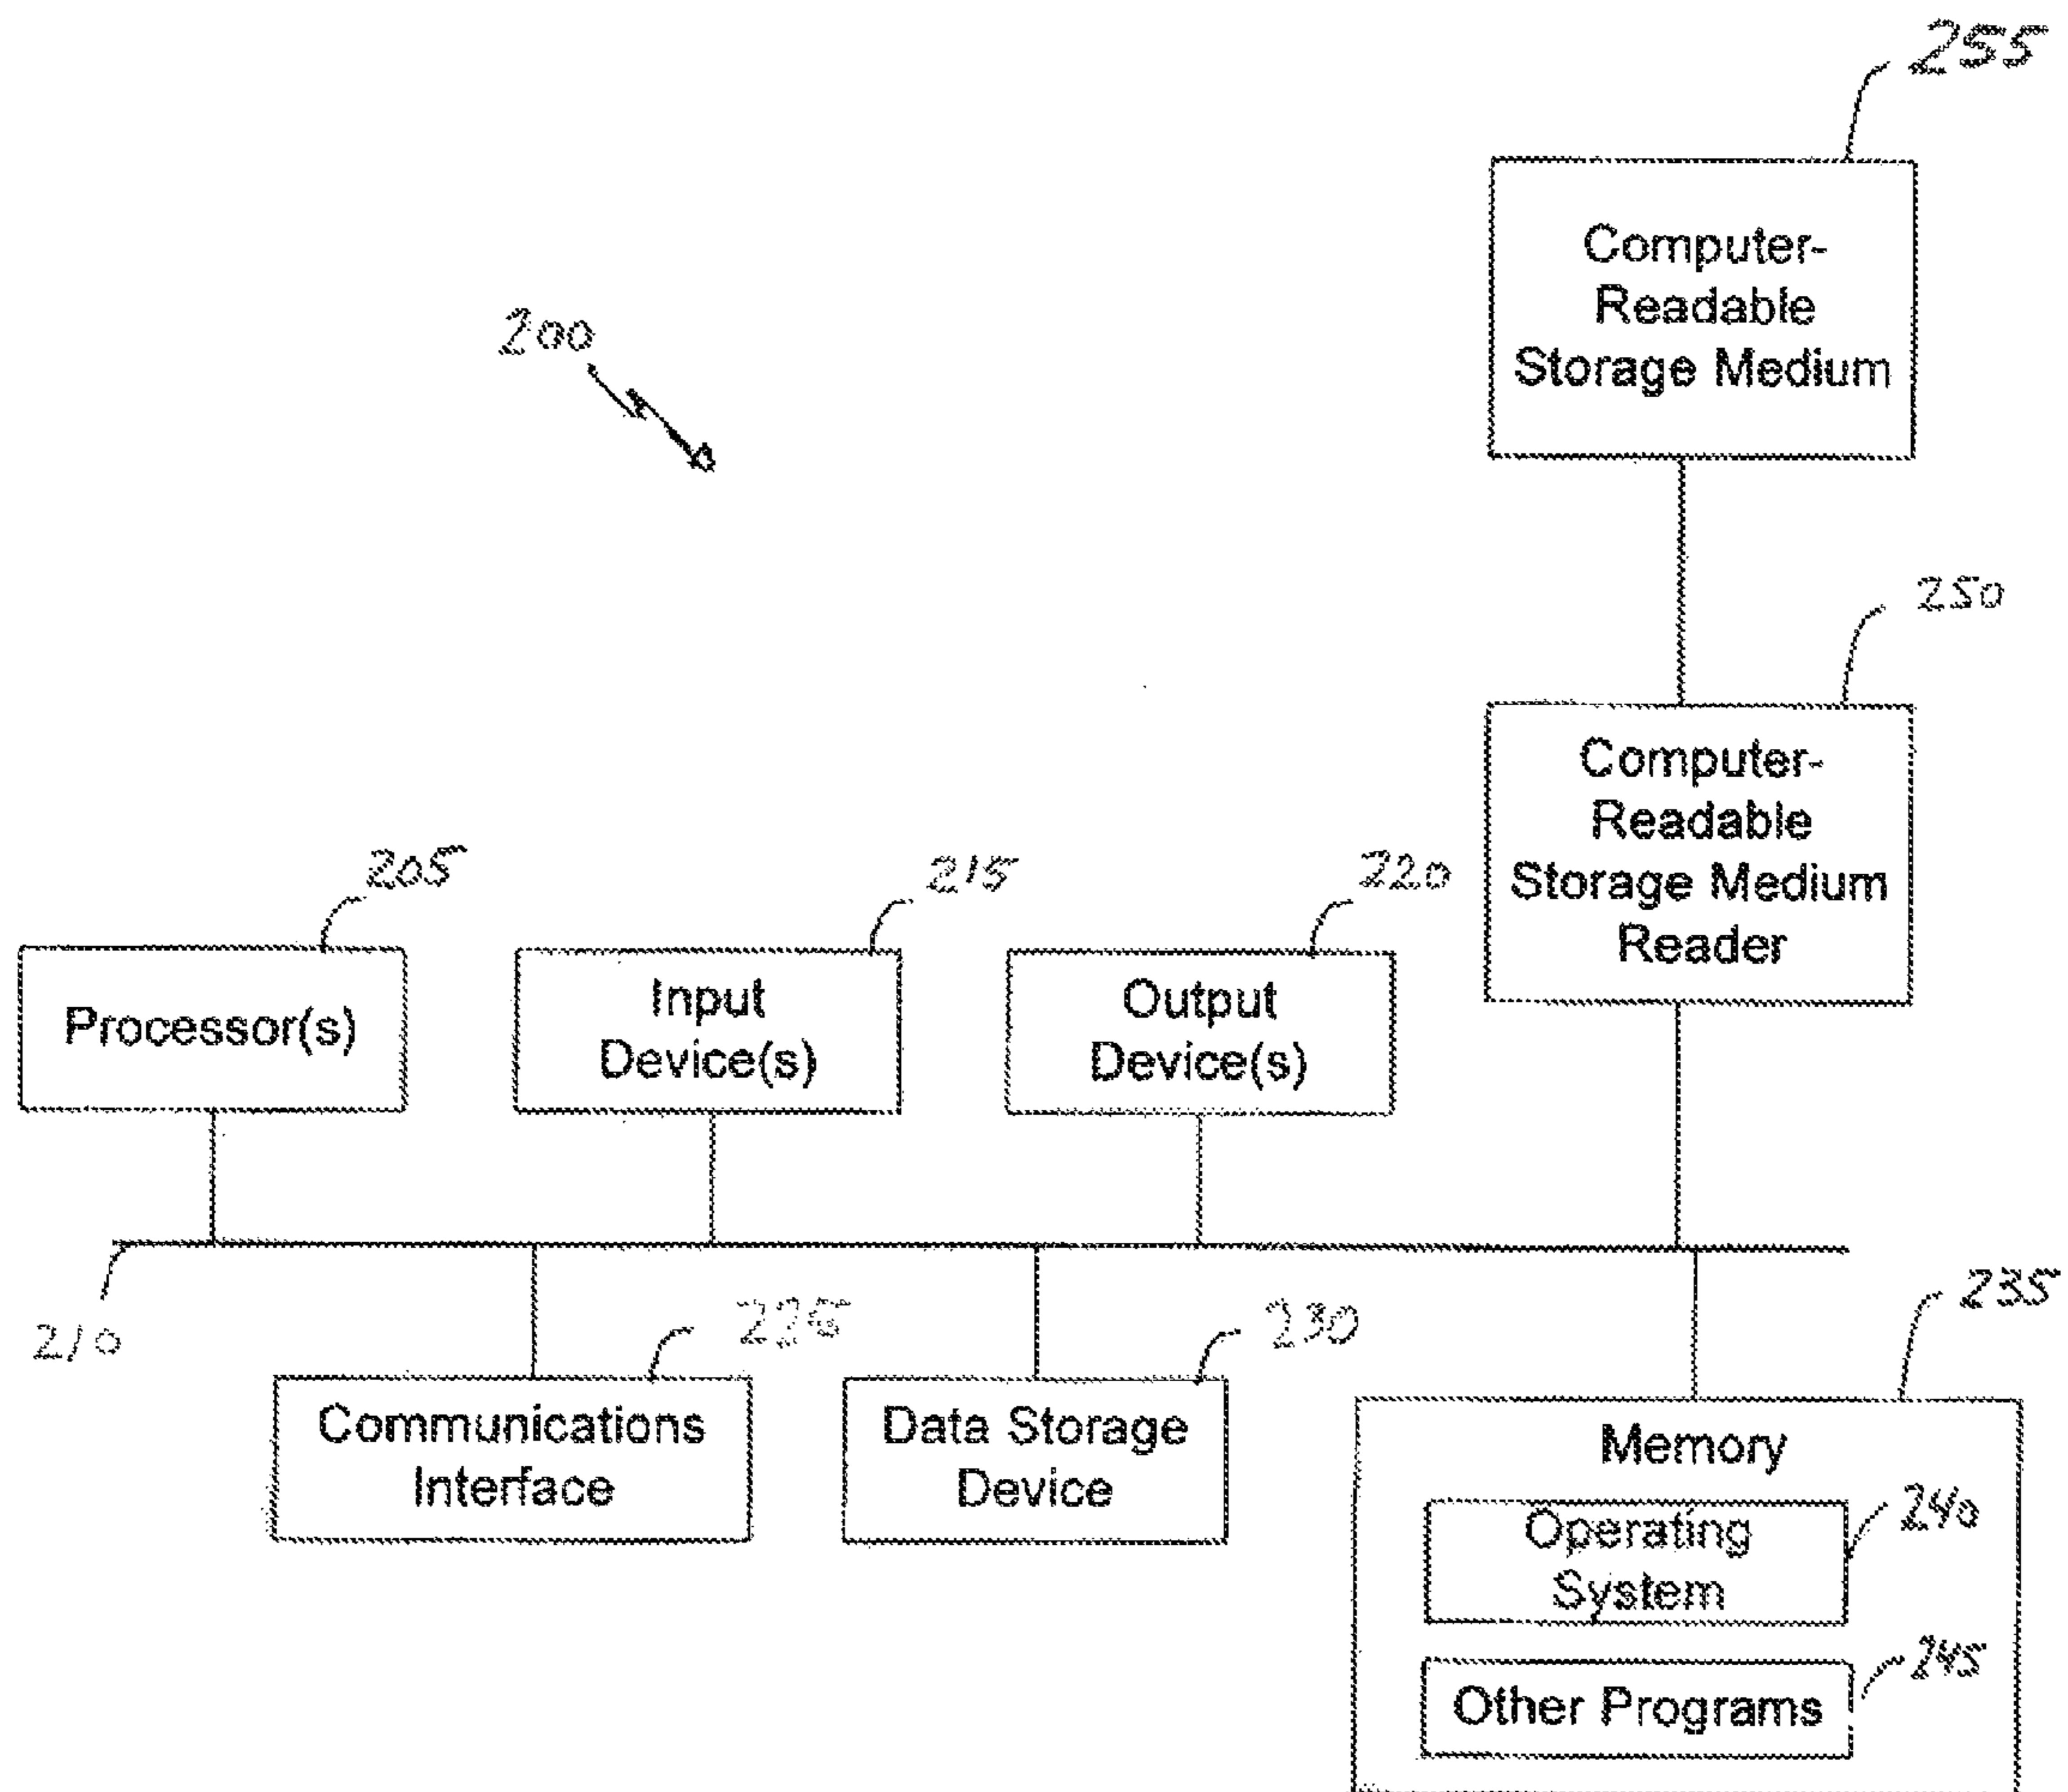 255
Computer-
Readable
Storage Medium
200
250
Computer-
Readable
Storage Medium
Reader
205
215
220
Processor(s)
Input
Device(s)
Output
Device(s)
210
225
230
235
Communications
Interface
Data Storage
Device
Memory
240
Operating
System
245
Other Programs